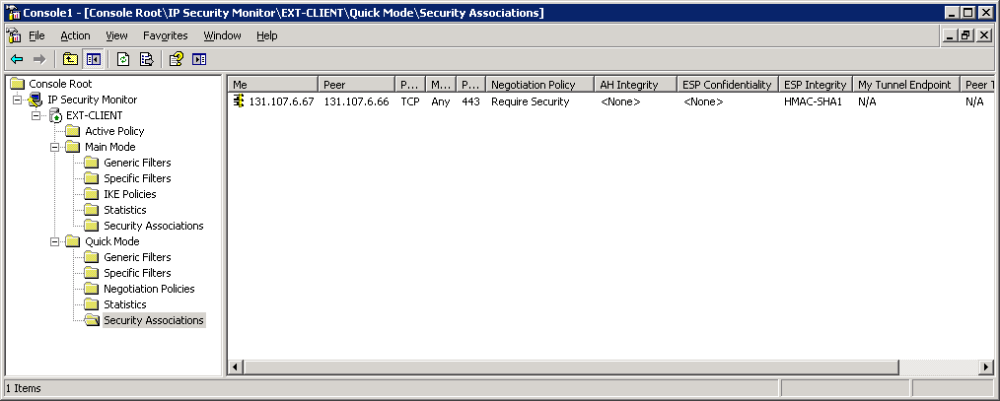 Console1 - [Console Root\IP Security Monitor\EXT-CLIENT\Quick Mode\Security Associations]
File Action View Favorites Window Help
Console Root
IP Security Monitor
EXT-CLIENT
Active Policy
Main Mode
Generic Filters
Specific Filters
IKE Policies
Statistics
Security Associations
Quick Mode
Generic Filters
Specific Filters
Negotiation Policies
Statistics
Security Associations
Me Peer P... M... P... Negotiation Policy AH Integrity ESP Confidentiality ESP Integrity My Tunnel Endpoint Peer T
131.107.6.67 131.107.6.66 TCP Any 443 Require Security <None> <None> HMAC-SHA1 N/A N/A
1 Items